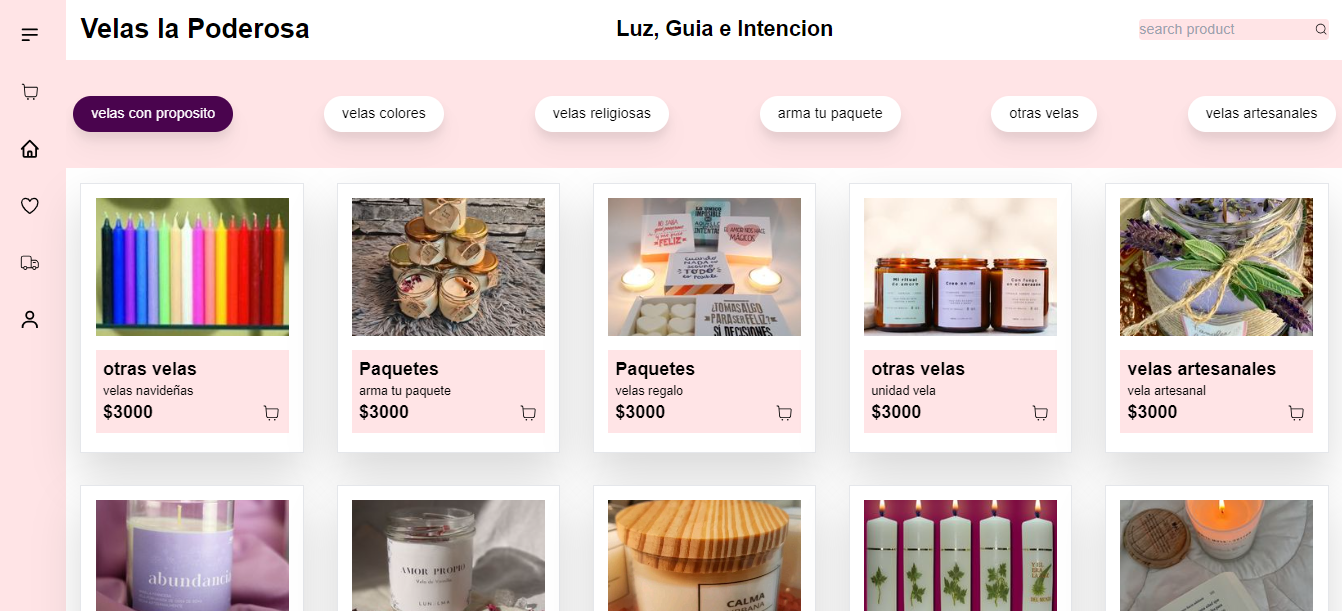 Velas la Poderosa
Luz, Guia e Intencion
search product
velas con proposito
velas colores
velas religiosas
arma tu paquete
otras velas
velas artesanales
otras velas
velas navideñas
$3000
Paquetes
arma tu paquete
$3000
Paquetes
velas regalo
$3000
otras velas
unidad vela
$3000
velas artesanales
vela artesanal
$3000
abundancia
AMOR PROPIO
CALMA